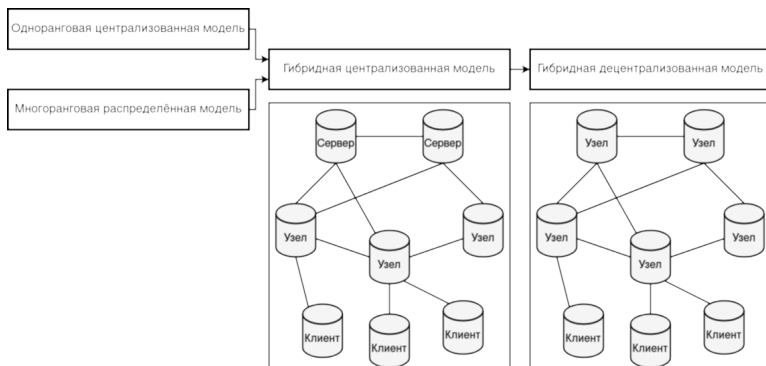 Одноранговая централизованная модель
Многоранговая распределённая модель
Гибридная централизованная модель
Гибридная децентрализованная модель
Сервер
Сервер
Узел
Узел
Узел
Клиент
Клиент
Клиент
Узел
Узел
Узел
Узел
Узел
Клиент
Клиент
Клиент